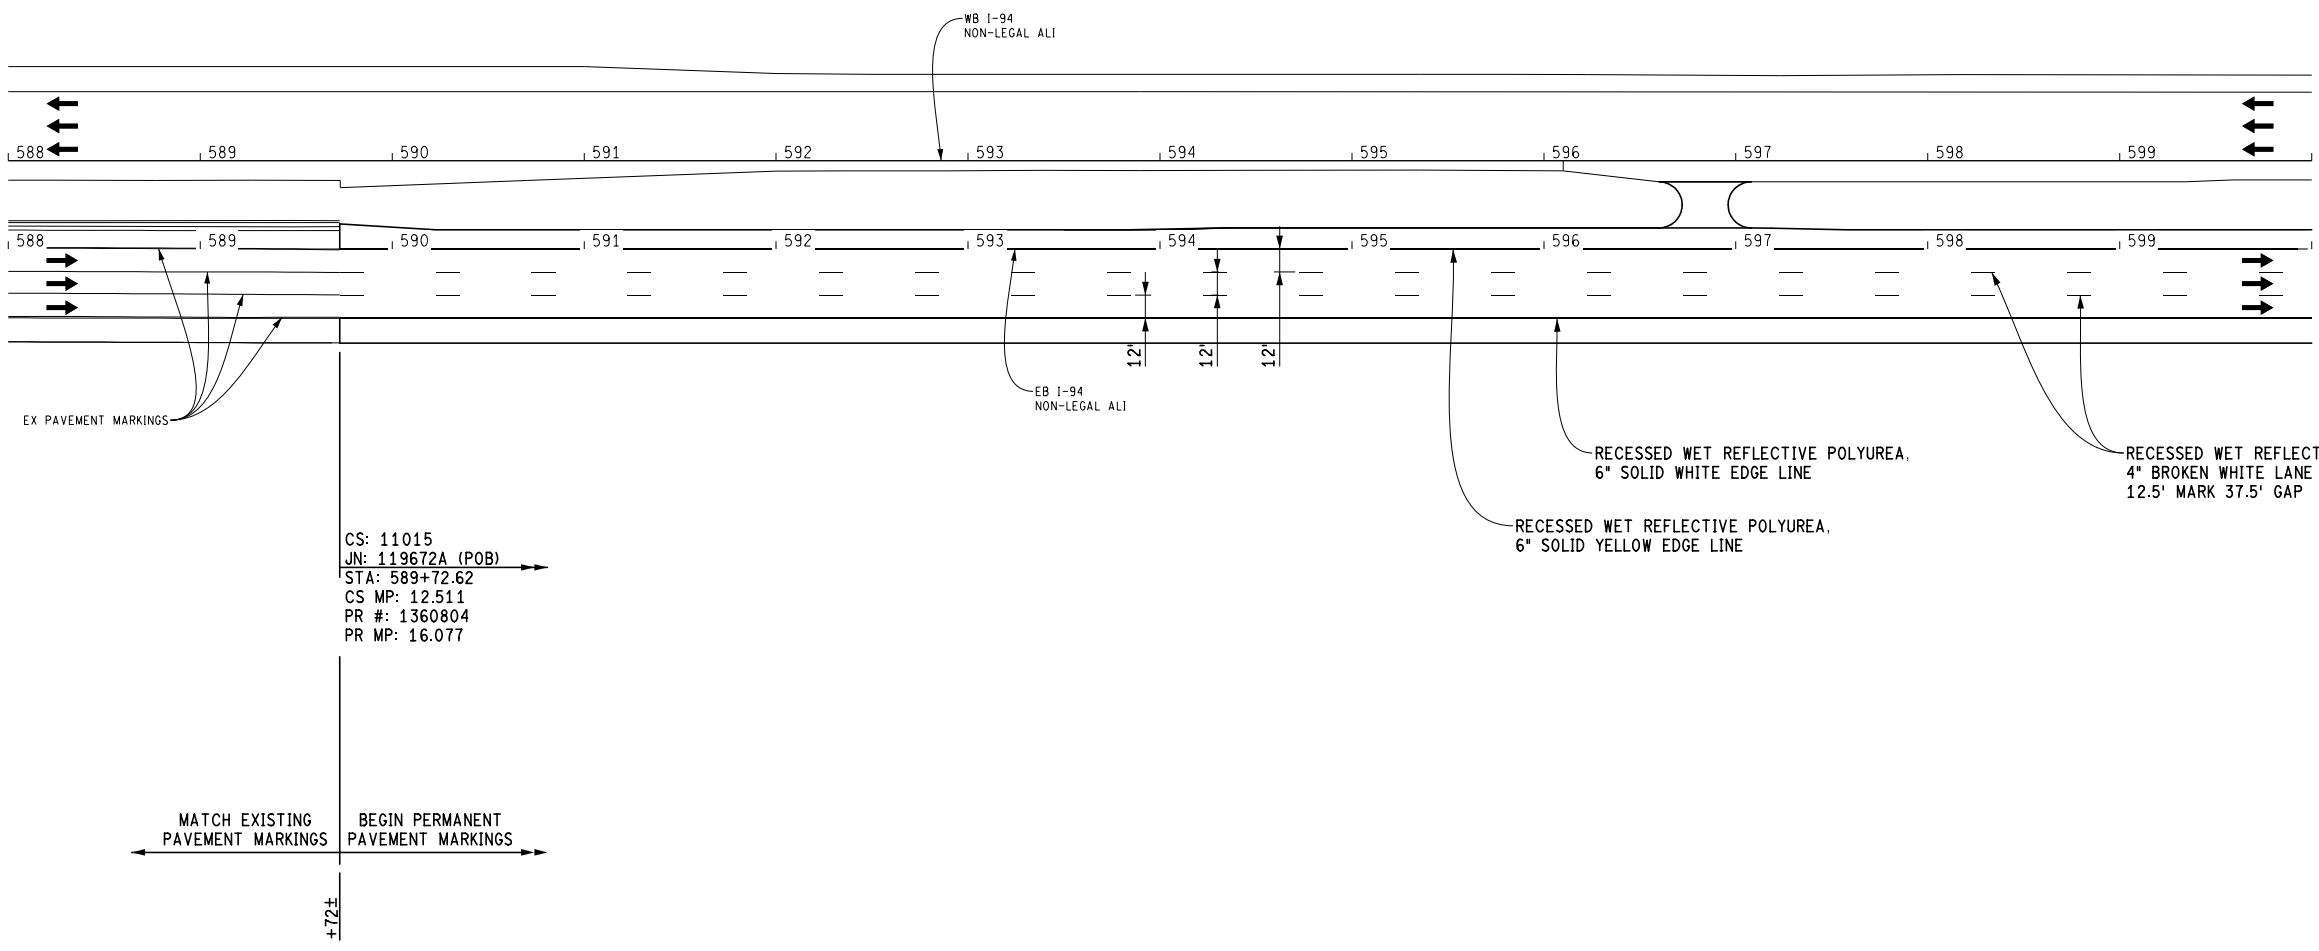 WB I-94
NON-LEGAL ALI
588 589 590 591 592 593 594 595 596 597 598 599
588 589 590 591 592 593 594 595 596 597 598 599
12' 12' 12'
EB I-94
NON-LEGAL ALI
EX PAVEMENT MARKINGS
RECESSED WET REFLECTIVE POLYUREA,
6" SOLID WHITE EDGE LINE
RECESSED WET REFLECT
4" BROKEN WHITE LANE
12.5' MARK 37.5' GAP
RECESSED WET REFLECTIVE POLYUREA,
6" SOLID YELLOW EDGE LINE
CS: 11015
JN: 119672A (POB)
STA: 589+72.62
CS MP: 12.511
PR #: 1360804
PR MP: 16.077
MATCH EXISTING
PAVEMENT MARKINGS
BEGIN PERMANENT
PAVEMENT MARKINGS
+72±